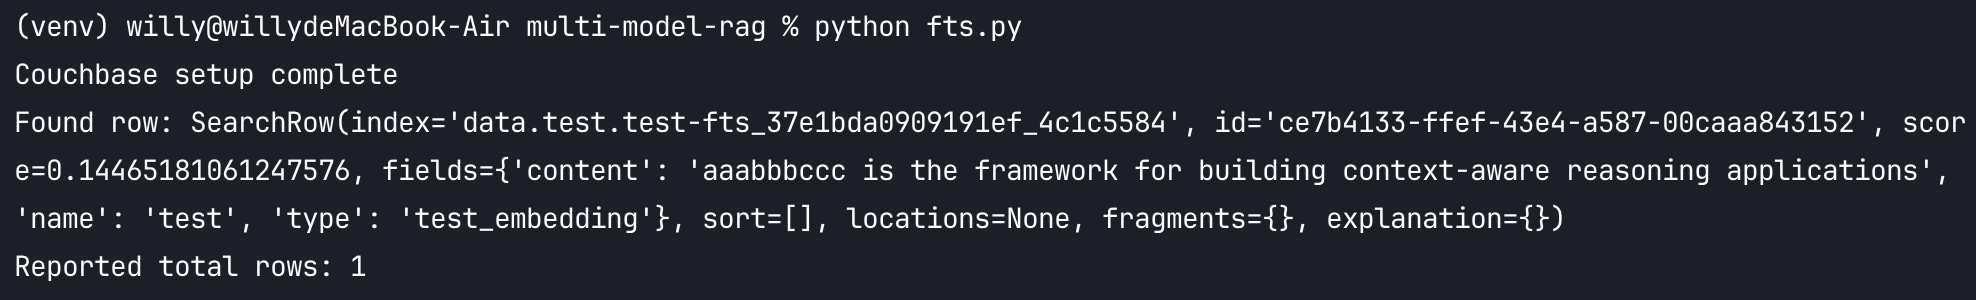 (venv) willy@willydeMacBook-Air multi-model-rag % python fts.py
Couchbase setup complete
Found row: SearchRow(index='data.test.test-fts_37e1bda0909191ef_4c1c5584', id='ce7b4133-ffef-43e4-a587-00caaa843152', scor
e=0.14465181061247576, fields={'content': 'aaabbbccc is the framework for building context-aware reasoning applications',
'name': 'test', 'type': 'test_embedding'}, sort=[], locations=None, fragments={}, explanation={})
Reported total rows: 1